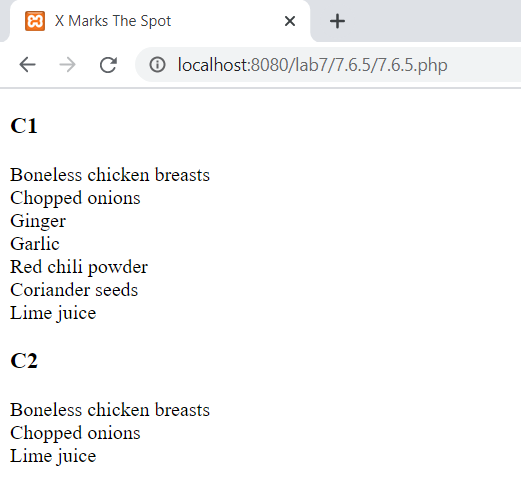 X Marks The Spot
localhost:8080/lab7/7.6.5/7.6.5.php
C1
Boneless chicken breasts
Chopped onions
Ginger
Garlic
Red chili powder
Coriander seeds
Lime juice
C2
Boneless chicken breasts
Chopped onions
Lime juice